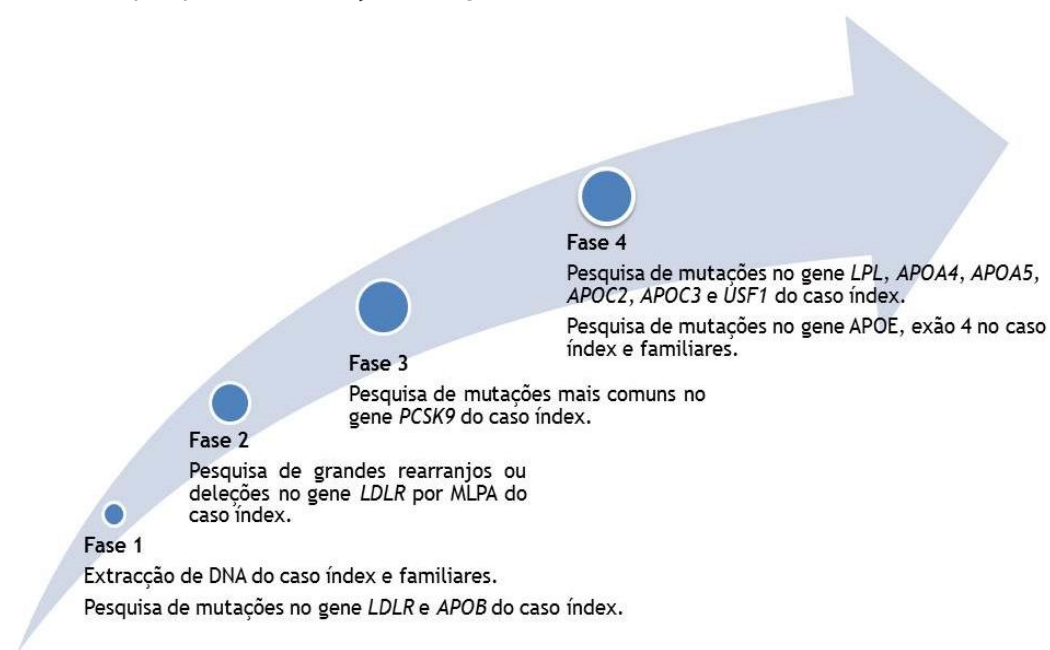 Fase 4
Pesquisa de mutações no gene LPL, APOA4, APOA5,
APOC2, APOC3 e USF1 do caso índex.
Pesquisa de mutações no gene APOE, exão 4 no caso
índex e familiares.
Fase 3
Pesquisa de mutações mais comuns no
gene PCSK9 do caso índex.
Fase 2
Pesquisa de grandes rearranjos ou
deleções no gene LDLR por MLPA do
caso índex.
Fase 1
Extracção de DNA do caso índex e familiares.
Pesquisa de mutações no gene LDLR e APOB do caso índex.